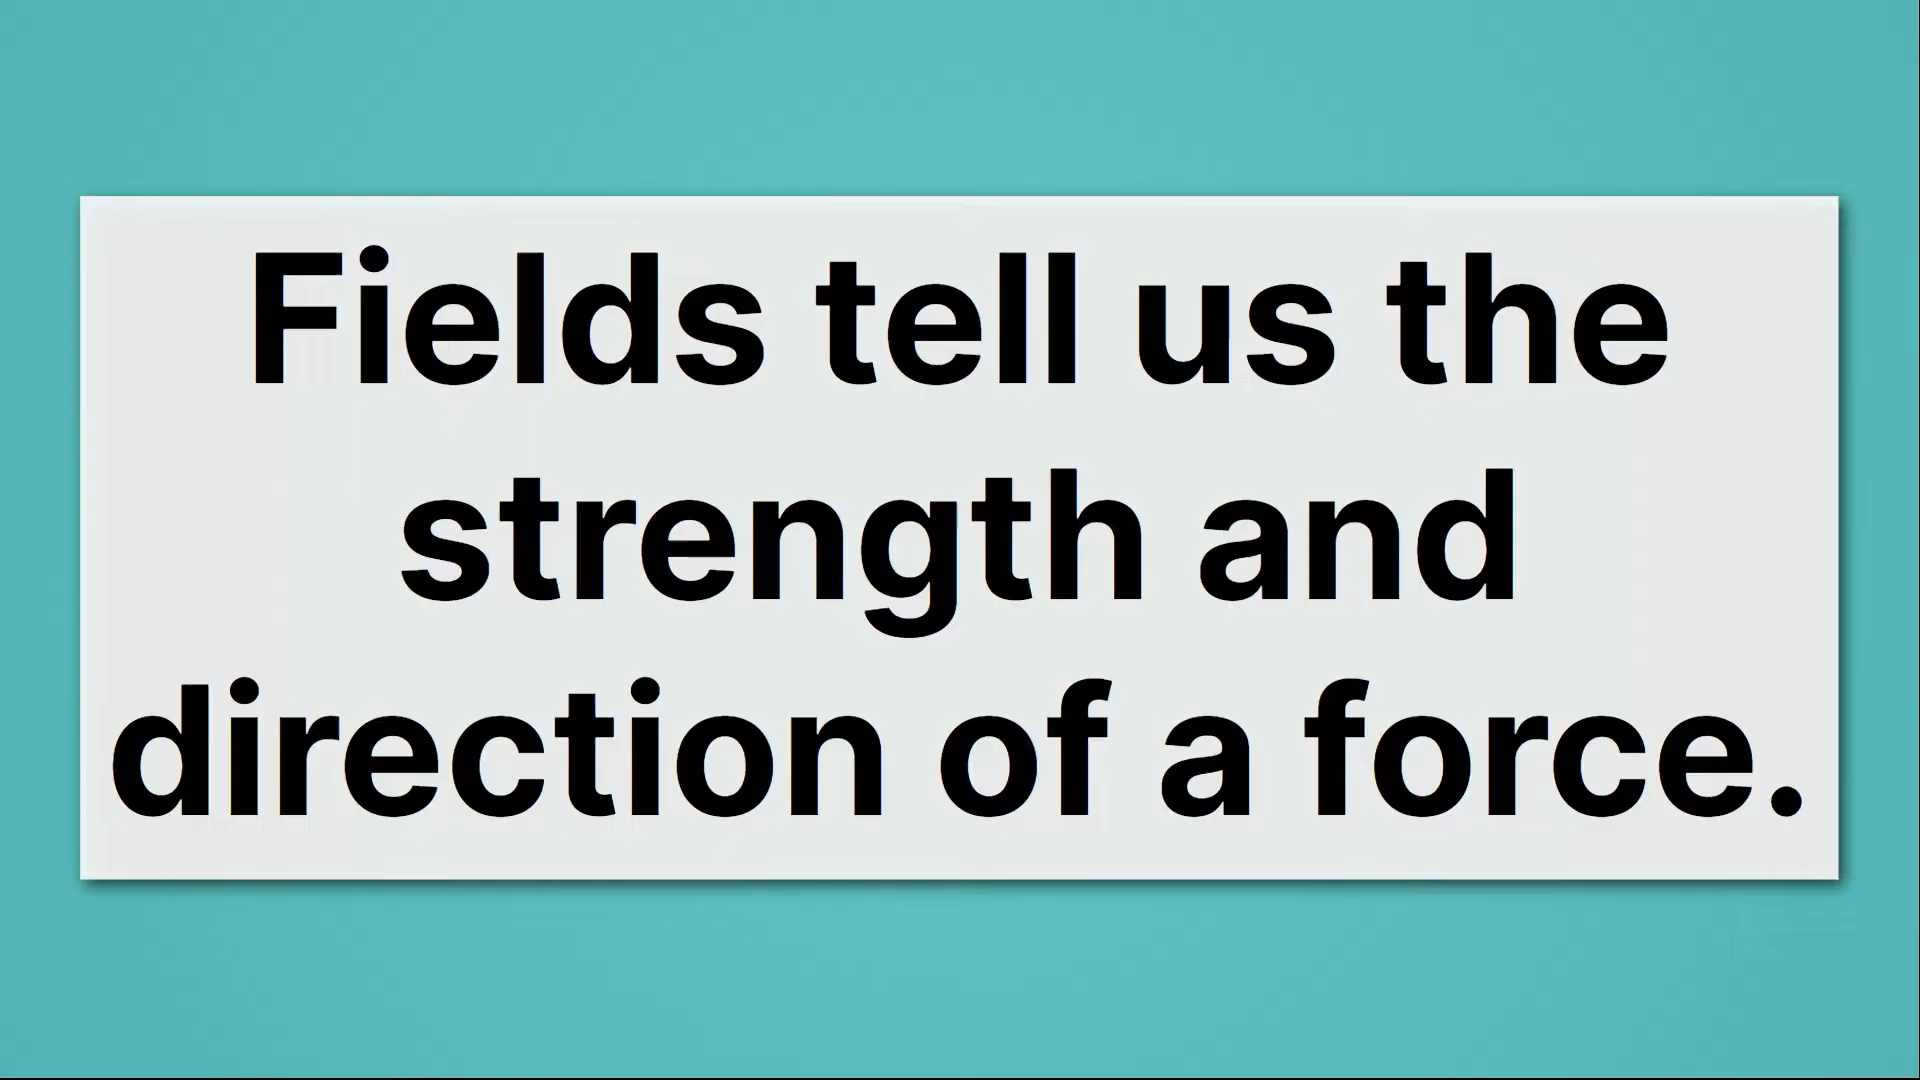 Fields tell us the
strength and
direction of a force.